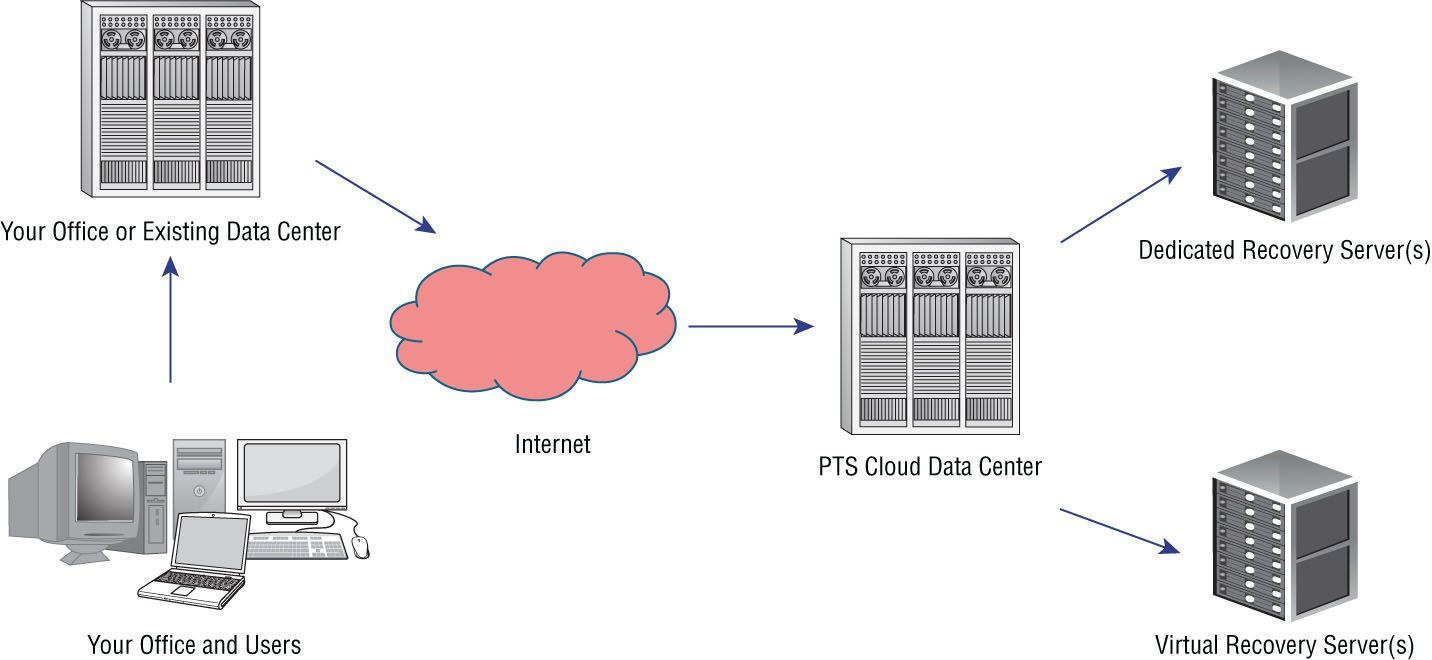 Your Office or Existing Data Center
Your Office and Users
Internet
PTS Cloud Data Center
Dedicated Recovery Server(s)
Virtual Recovery Server(s)